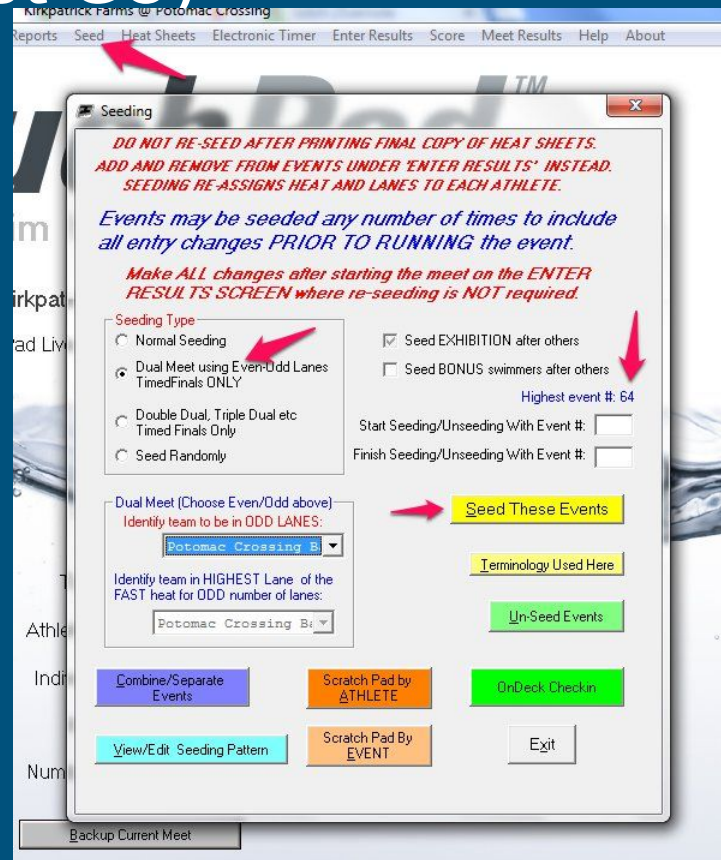 Kirkpatrick Farms @ Potomac Crossing
Reports Seed Heat Sheets Electronic Timer Enter Results Score Meet Results Help About
TM
Seeding
DO NOT RE-SEED AFTER PRINTING FINAL COPY OF HEAT SHEETS.
ADD AND REMOVE FROM EVENTS UNDER 'ENTER RESULTS' INSTEAD.
SEEDING RE-ASSIGNS HEAT AND LANES TO EACH ATHLETE.
Events may be seeded any number of times to include
all entry changes PRIOR TO RUNNING the event.
Make ALL changes after starting the meet on the ENTER
RESULTS SCREEN where re-seeding is NOT required.
Seeding Type
Normal Seeding
Dual Meet using Even-Odd Lanes
TimedFinals ONLY
Double Dual, Triple Dual etc
Timed Finals Only
Seed Randomly
Seed EXHIBITION after others
Seed BONUS swimmers after others
Highest event #: 64
Start Seeding/Unseeding With Event #:
Finish Seeding/Unseeding With Event #:
Dual Meet (Choose Even/Odd above)
Identify team to be in ODD LANES:
Potomac Crossing B
Identify team in HIGHEST Lane of the
FAST heat for ODD number of lanes:
Potomac Crossing Ba
Seed These Events
Terminology Used Here
Un-Seed Events
Combine/Separate
Events
Scratch Pad by
ATHLETE
OnDeck Checkin
View/Edit Seeding Pattern
Scratch Pad By
EVENT
Exit
irkpat
ad Liv
Athle
Indi
Num
Backup Current Meet